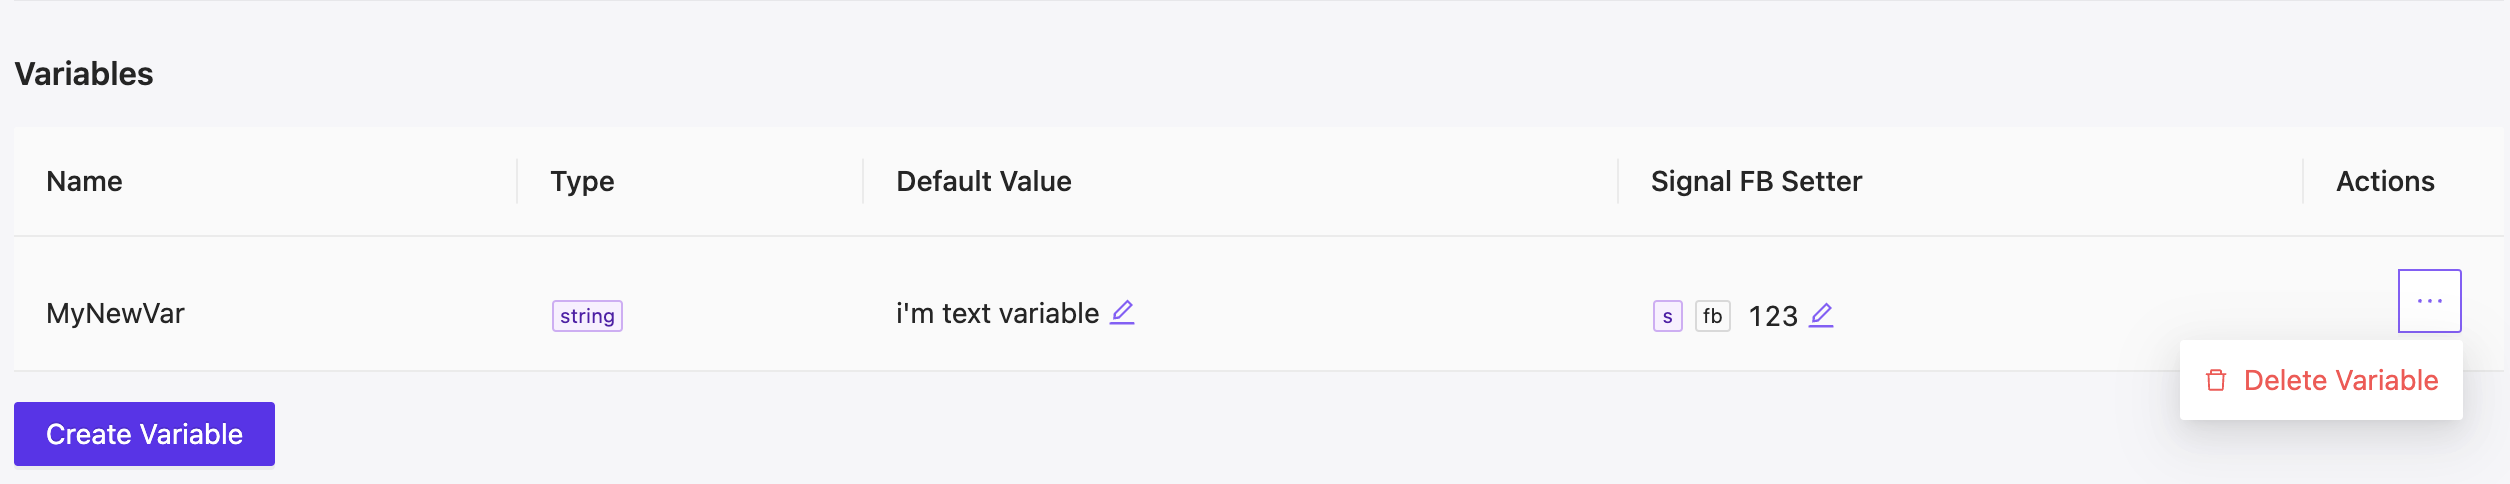 Variables
Name Type Default Value Signal FB Setter Actions
MyNewVar string i'm text variable s fb 123 ...
Delete Variable
Create Variable